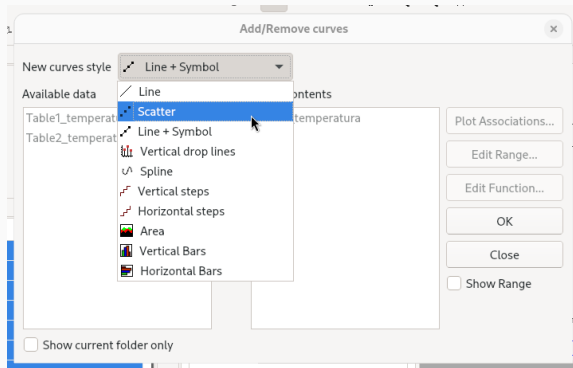 Add/Remove curves
New curves style
Line + Symbol
Available data
ontents
Line
Scatter
Line + Symbol
Vertical drop lines
Spline
Vertical steps
Horizontal steps
Area
Vertical Bars
Horizontal Bars
Table1_temperat
Table2_temperat
temperatura
Plot Associations...
Edit Range...
Edit Function...
OK
Close
Show Range
Show current folder only